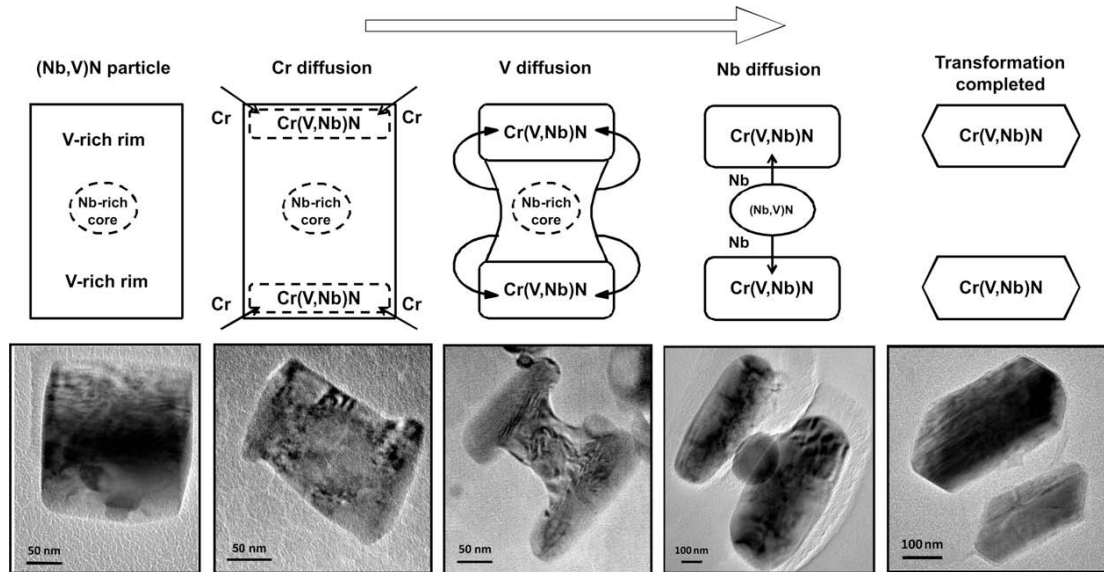 (Nb,V)N particle
Cr diffusion
V diffusion
Nb diffusion
Transformation
completed
V-rich rim
Nb-rich
core
V-rich rim
Cr
Cr(V,Nb)N
Cr
Nb-rich
core
Cr
Cr(V,Nb)N
Cr
Cr(V,Nb)N
Nb-rich
core
Cr(V,Nb)N
Cr(V,Nb)N
Nb
(Nb,V)N
Nb
Cr(V,Nb)N
Cr(V,Nb)N
Cr(V,Nb)N
50 nm
50 nm
50 nm
100 nm
100 nm